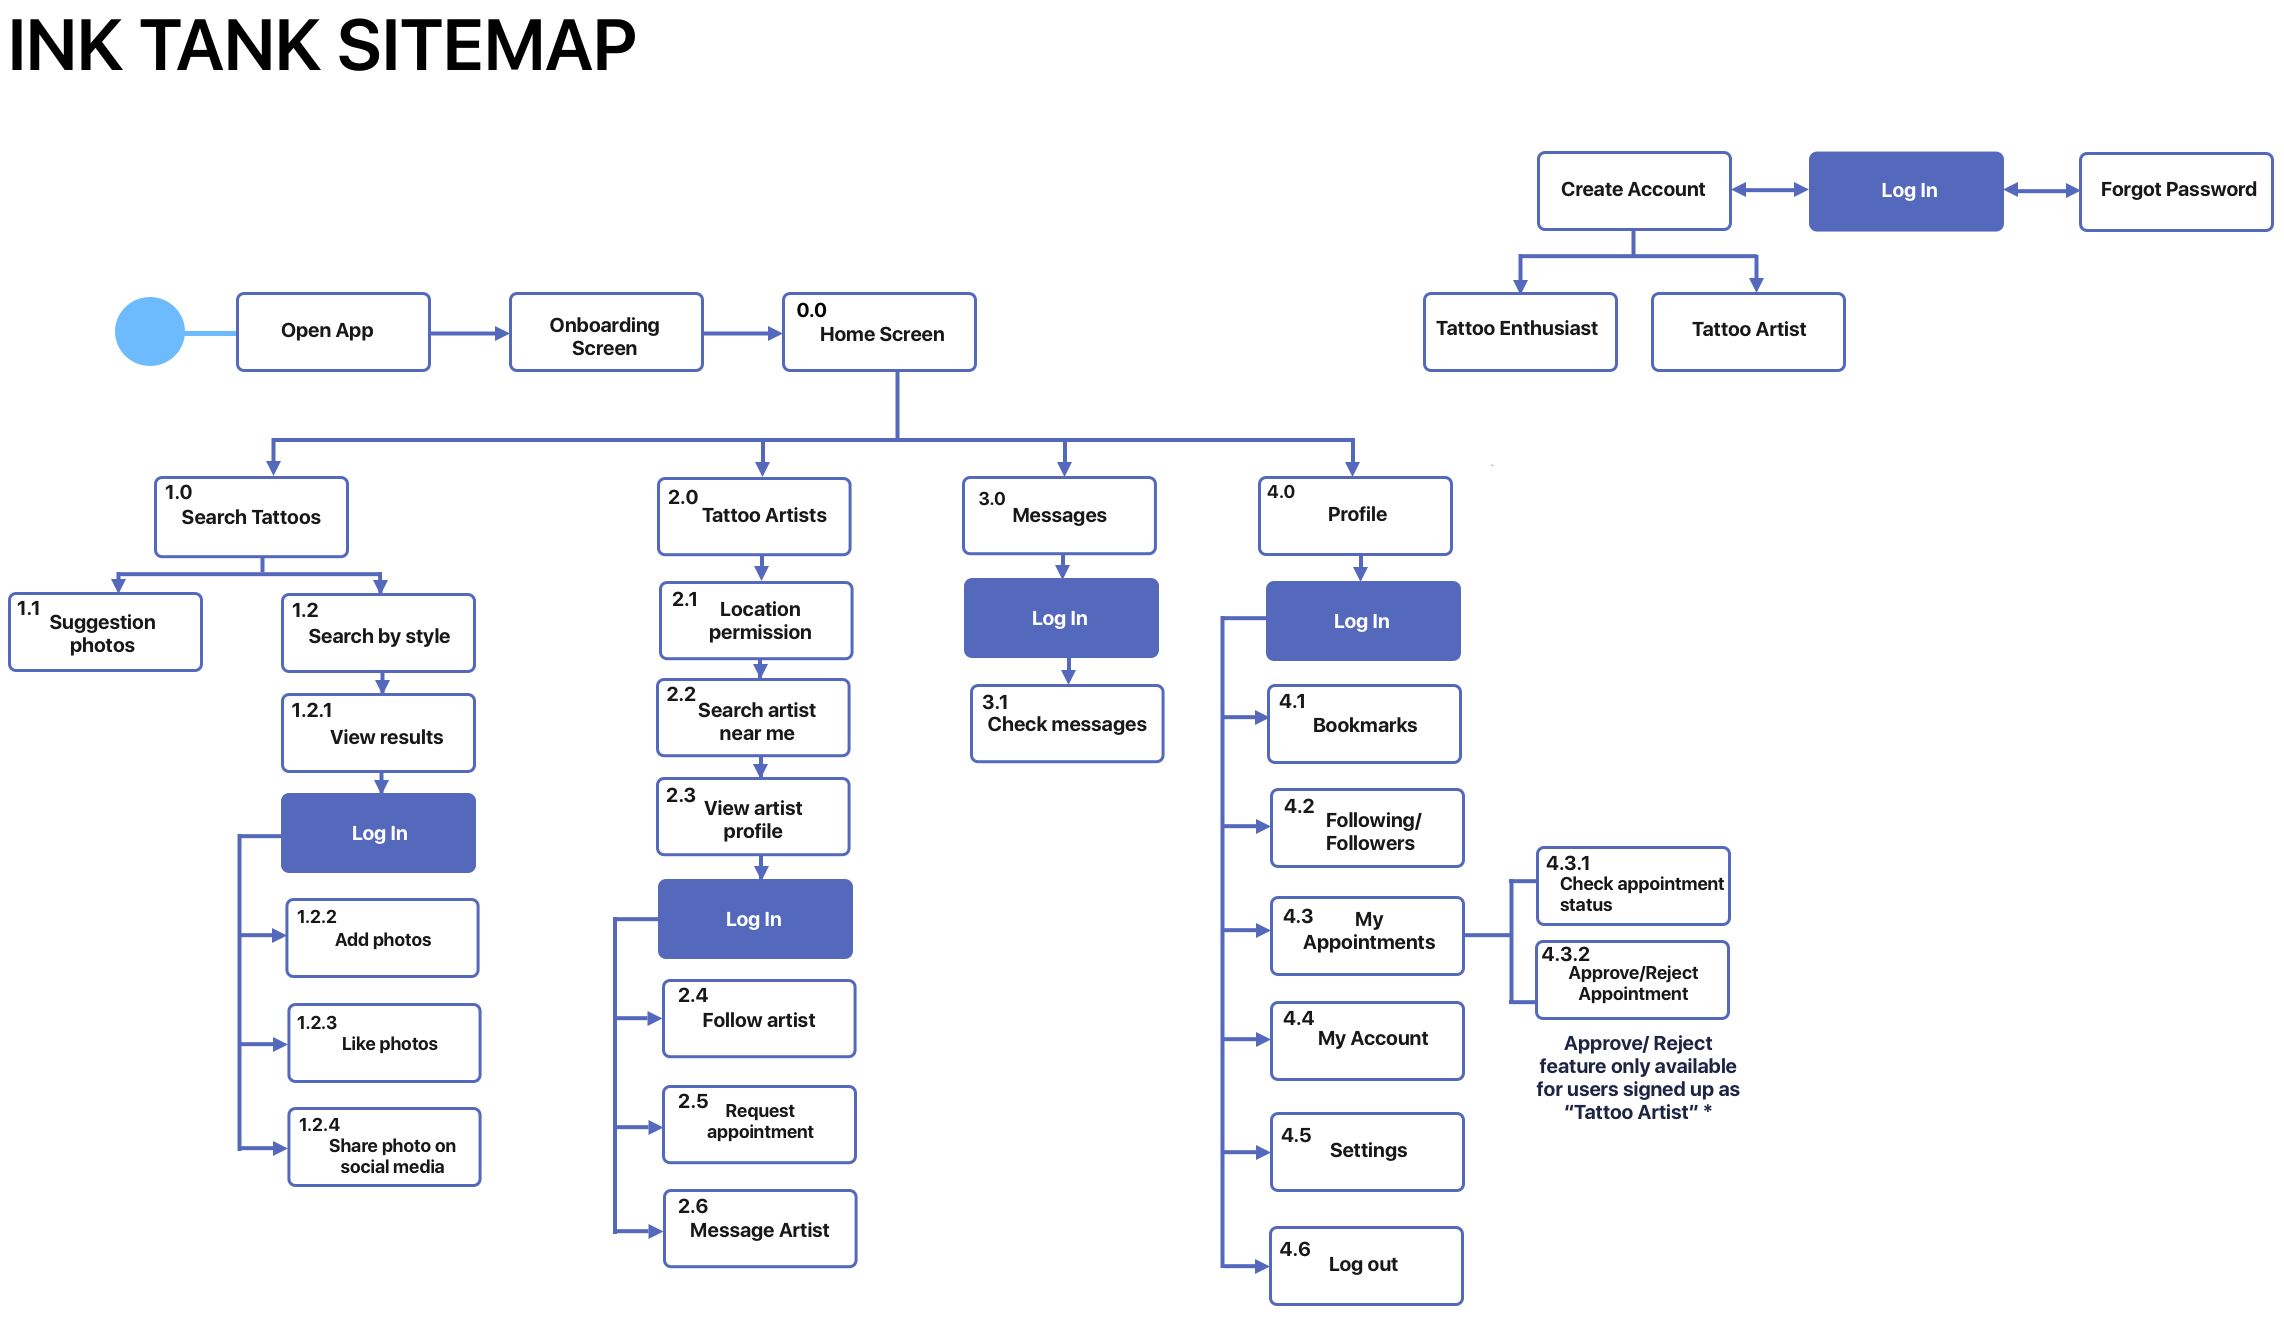 INK TANK SITEMAP
Create Account
Log In
Forgot Password
Tattoo Enthusiast
Tattoo Artist
Open App
Onboarding
Screen
0.0
Home Screen
1.0
Search Tattoos
1.1
Suggestion
photos
1.2
Search by style
1.2.1
View results
Log In
1.2.2
Add photos
1.2.3
Like photos
1.2.4
Share photo on
social media
2.0
Tattoo Artists
2.1
Location
permission
2.2
Search artist
near me
2.3
View artist
profile
Log In
2.4
Follow artist
2.5
Request
appointment
2.6
Message Artist
3.0
Messages
Log In
3.1
Check messages
4.0
Profile
Log In
4.1
Bookmarks
4.2
Following/
Followers
4.3
My
Appointments
4.3.1
Check appointment
status
4.3.2
Approve/Reject
Appointment
Approve/ Reject
feature only available
for users signed up as
“Tattoo Artist” *
4.4
My Account
4.5
Settings
4.6
Log out